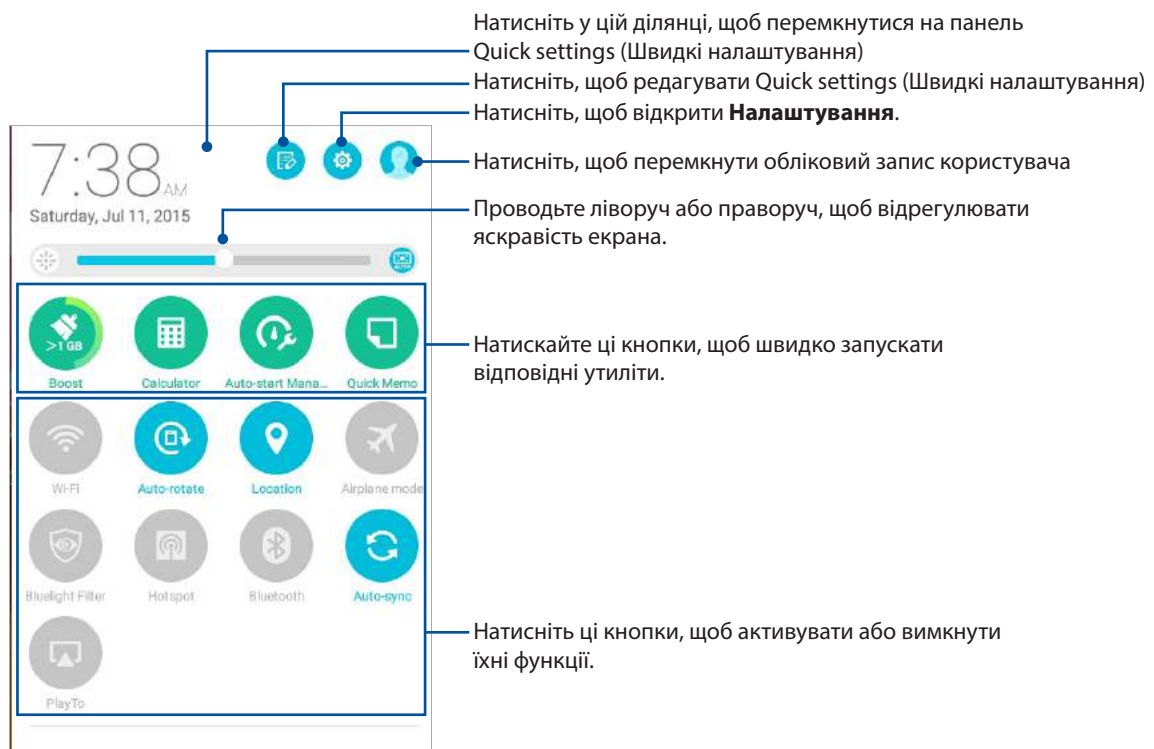 Натисніть у цій ділянці, щоб перемкнутися на панель
Quick settings (Швидкі налаштування)
Натисніть, щоб редагувати Quick settings (Швидкі налаштування)
Натисніть, щоб відкрити Налаштування.
7:38 AM
Натисніть, щоб перемкнути обліковий запис користувача
Saturday, Jul 11, 2015
Проводьте ліворуч або праворуч, щоб відрегулювати
яскравість екрана.
AUTO
>1 GB
Boost
Calculator
Auto-start Mana...
Quick Memo
Натискайте ці кнопки, щоб швидко запускати
відповідні утиліти.
Wi-Fi
Auto-rotate
Location
Airplane mode
Bluelight Filter
Hotspot
Bluetooth
Auto-sync
PlayTo
Натисніть ці кнопки, щоб активувати або вимкнути
їхні функції.